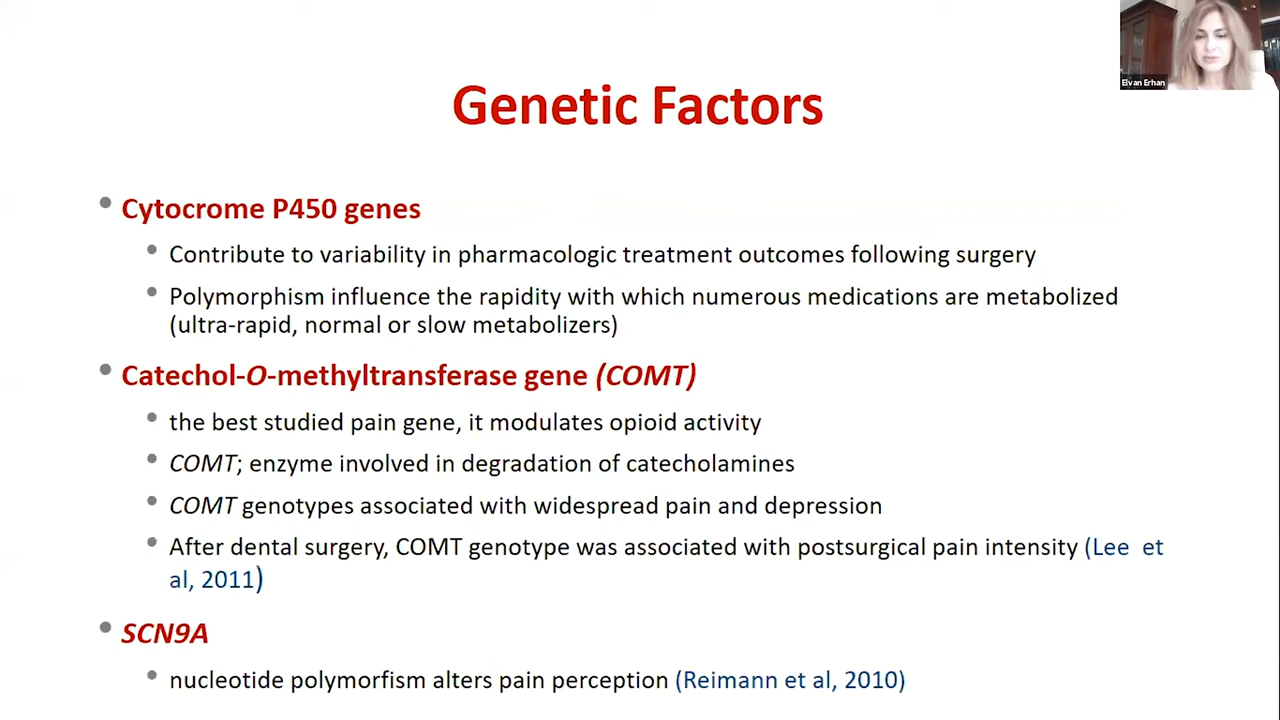 Elvan Erhan
Genetic Factors
• Cytocrome P450 genes
• Contribute to variability in pharmacologic treatment outcomes following surgery
• Polymorphism influence the rapidity with which numerous medications are metabolized
(ultra-rapid, normal or slow metabolizers)
• Catechol-O-methyltransferase gene (COMT)
• the best studied pain gene, it modulates opioid activity
• COMT; enzyme involved in degradation of catecholamines
• COMT genotypes associated with widespread pain and depression
• After dental surgery, COMT genotype was associated with postsurgical pain intensity (Lee et
al, 2011)
• SCN9A
• nucleotide polymorfism alters pain perception (Reimann et al, 2010)